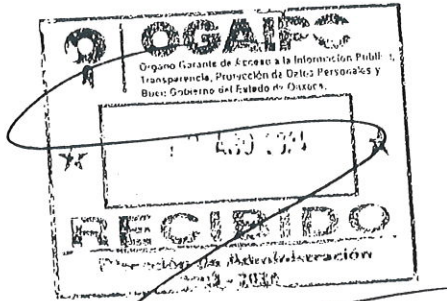 OGAIPO
Órgano Garante de Acceso a la Información Pública,
Transparencia, Protección de Datos Personales y
Buen Gobierno del Estado de Oaxaca.
AGO
RECIBIDO
Dirección de Administración